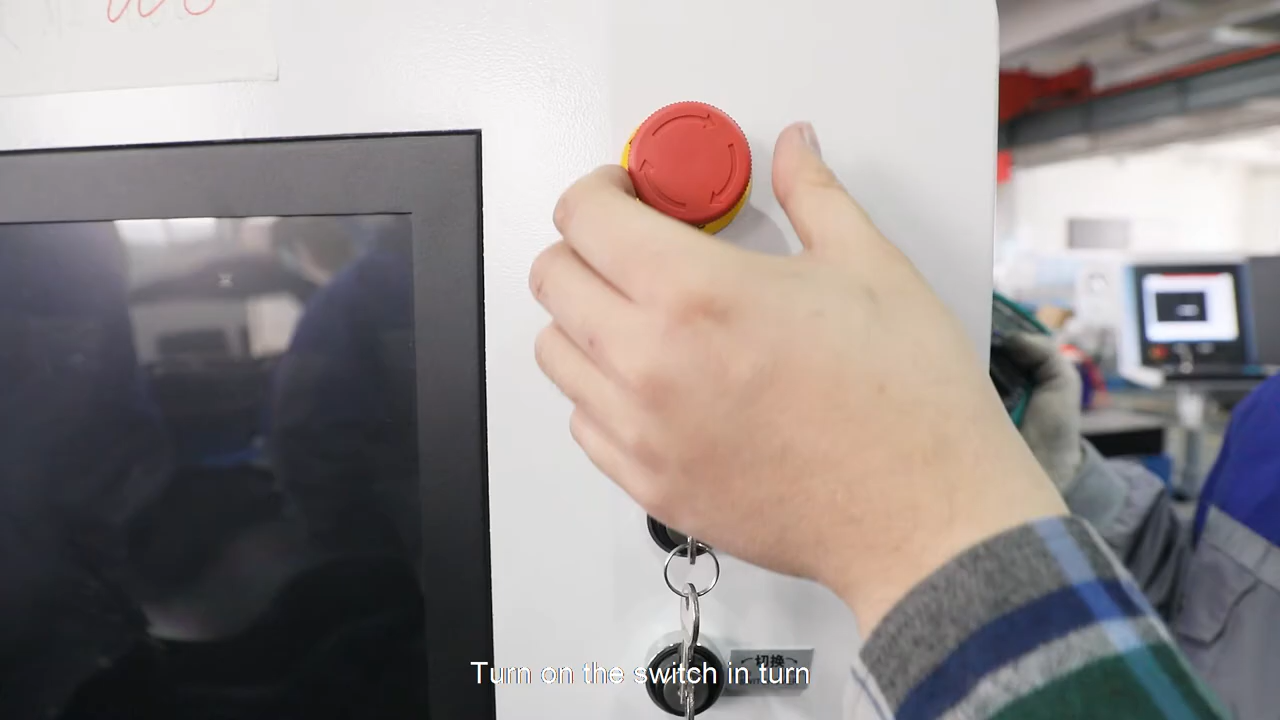 切换
Turn on the switch in turn